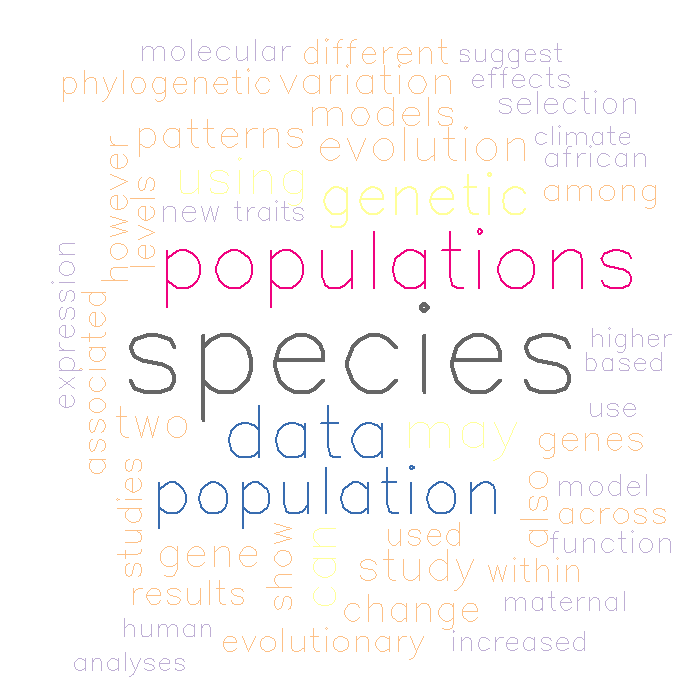 molecular different suggest
phylogenetic variation effects
models selection
patterns evolution climate
african
however levels using genetic among
new traits
populations
expression species higher
associated based
two data may use
genes
population also model
studies across
gene show can used function
study within
results change maternal
human evolutionary increased
analyses